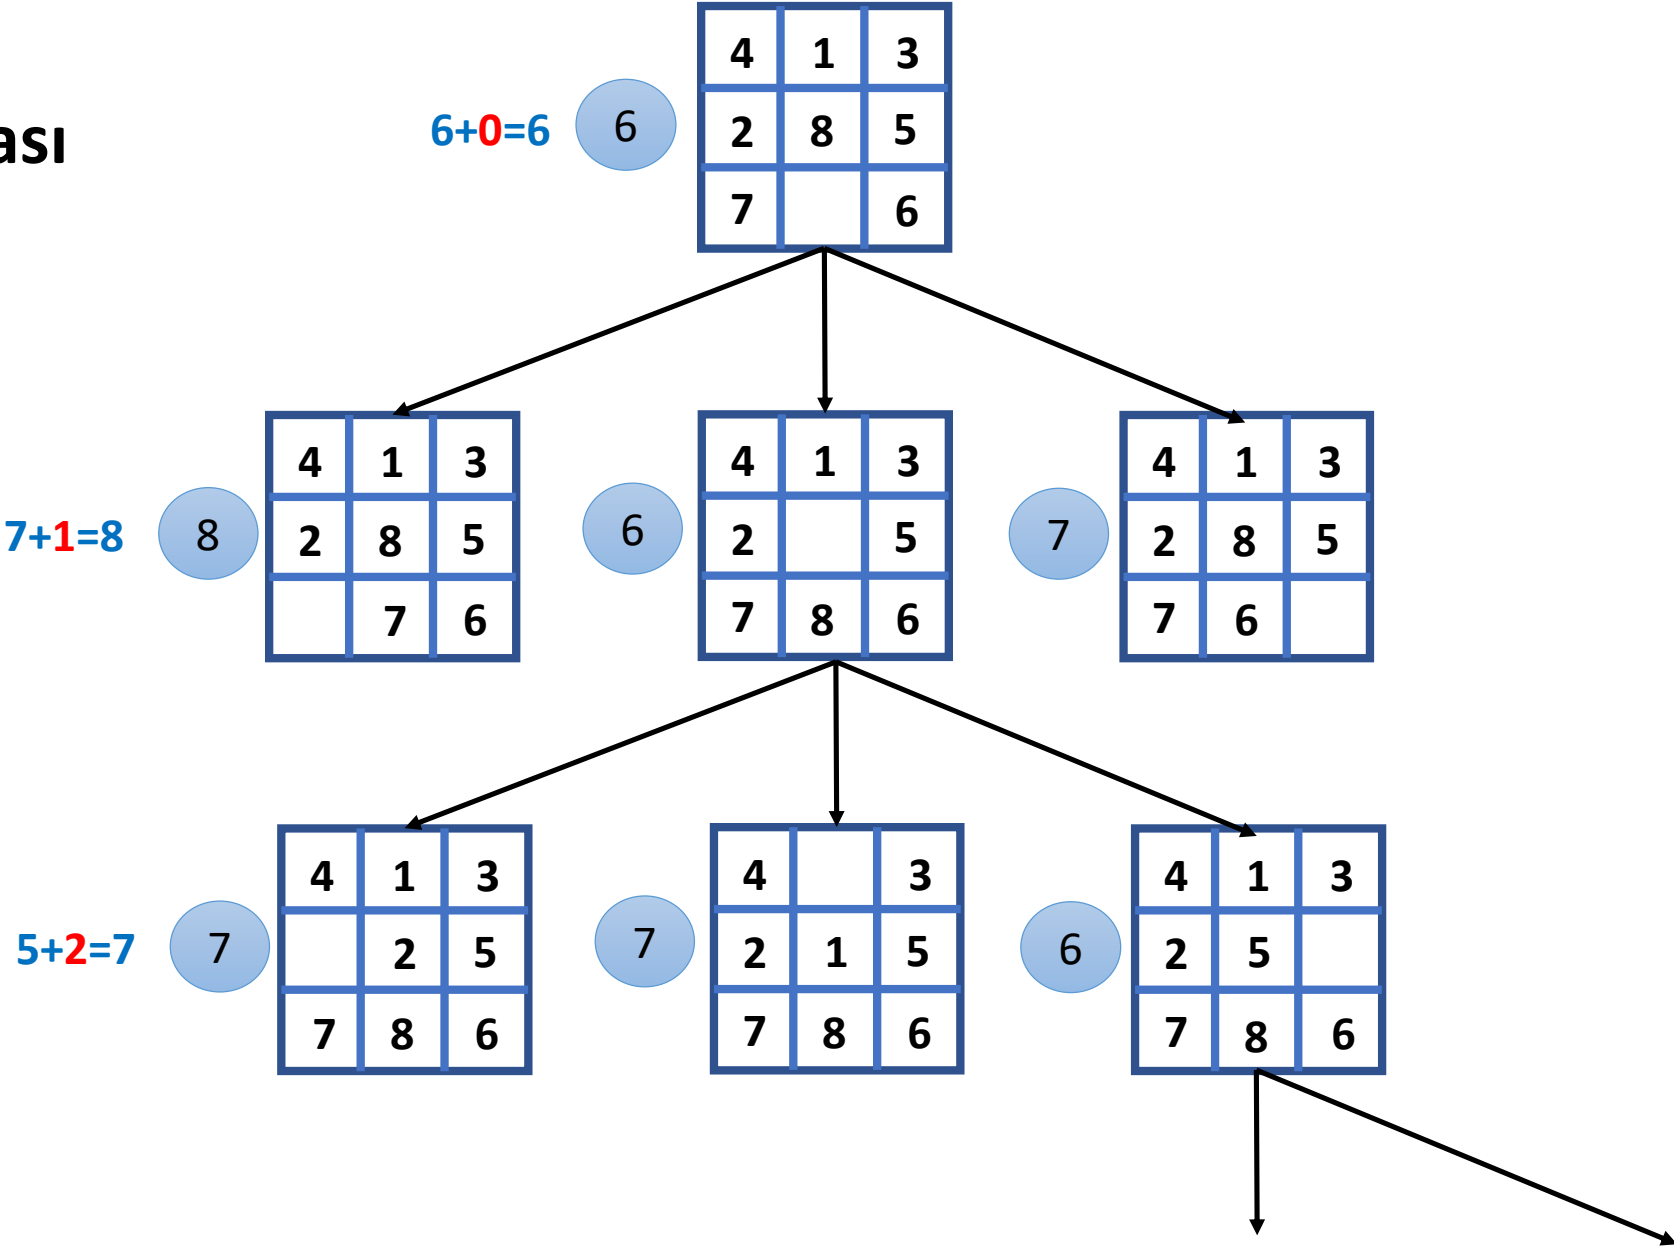 4 1 3
6+0=6 6 2 8 5
ası
7 6
4 1 3 4 1 3 4 1 3
7+1=8 8 2 8 5 6 2 5 7 2 8 5
7 6 7 8 6 7 6
4 1 3 4 3 4 1 3
5+2=7 7 2 5 7 2 1 5 6 2 5
7 8 6 7 8 6 7 8 6